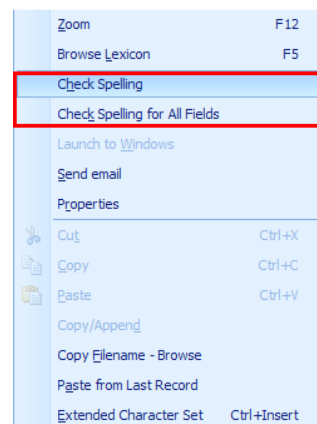 Zoom F12
Browse Lexicon F5
Check Spelling
Check Spelling for All Fields
Launch to Windows
Send email
Properties
Cut Ctrl+X
Copy Ctrl+C
Paste Ctrl+V
Copy/Append
Copy Filename - Browse
Paste from Last Record
Extended Character Set Ctrl+Insert